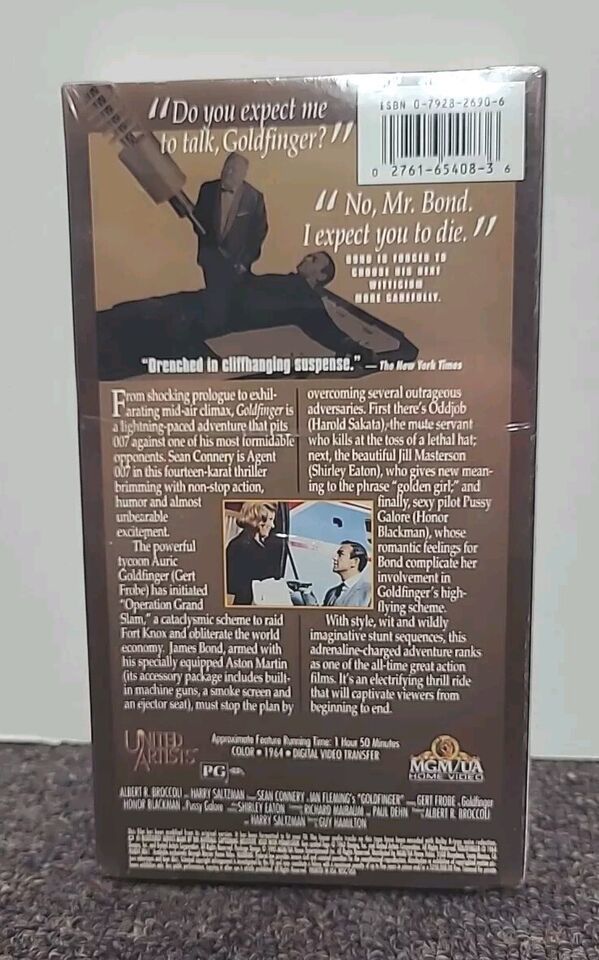 "Do you expect me
to talk, Goldfinger?"
ISBN 0-7928-2690-6
0 2761-65408-3 6
"No, Mr. Bond.
I expect you to die."
BOND IS FORCED TO
CHOOSE HIS NEXT
WITTICISM
MORE CAREFULLY.
"Drenched in cliffhanging suspense." — The New York Times
From shocking prologue to exhil-
arating mid-air climax, Goldfinger is
a lightning-paced adventure that pits
007 against one of his most formidable
opponents. Sean Connery is Agent
007 in this fourteen-karat thriller
brimming with non-stop action,
humor and almost
unbearable
excitement.
The powerful
tycoon Auric
Goldfinger (Gert
Frobe) has initiated
"Operation Grand
Slam," a cataclysmic scheme to raid
Fort Knox and obliterate the world
economy. James Bond, armed with
his specially equipped Aston Martin
(its accessory package includes built-
in machine guns, a smoke screen and
an ejector seat), must stop the plan by
overcoming several outrageous
adversaries. First there's Oddjob
(Harold Sakata), the mute servant
who kills at the toss of a lethal hat;
next, the beautiful Jill Masterson
(Shirley Eaton), who gives new mean-
ing to the phrase "golden girl;" and
finally, sexy pilot Pussy
Galore (Honor
Blackman), whose
romantic feelings for
Bond complicate her
involvement in
Goldfinger's high-
flying scheme.
With style, wit and wildly
imaginative stunt sequences, this
adrenaline-charged adventure ranks
as one of the all-time great action
films. It's an electrifying thrill ride
that will captivate viewers from
beginning to end.
UNITED
ARTISTS
Approximate Feature Running Time: 1 Hour 50 Minutes
COLOR • 1964 • DIGITAL VIDEO TRANSFER
PG
MGM/UA
HOME VIDEO
ALBERT R. BROCCOLI HARRY SALTZMAN SEAN CONNERY IAN FLEMING'S "GOLDFINGER" GERT FROBE Goldfinger
HONOR BLACKMAN Pussy Galore SHIRLEY EATON RICHARD MAIBAUM PAUL DEHN ALBERT R. BROCCOLI
HARRY SALTZMAN GUY HAMILTON